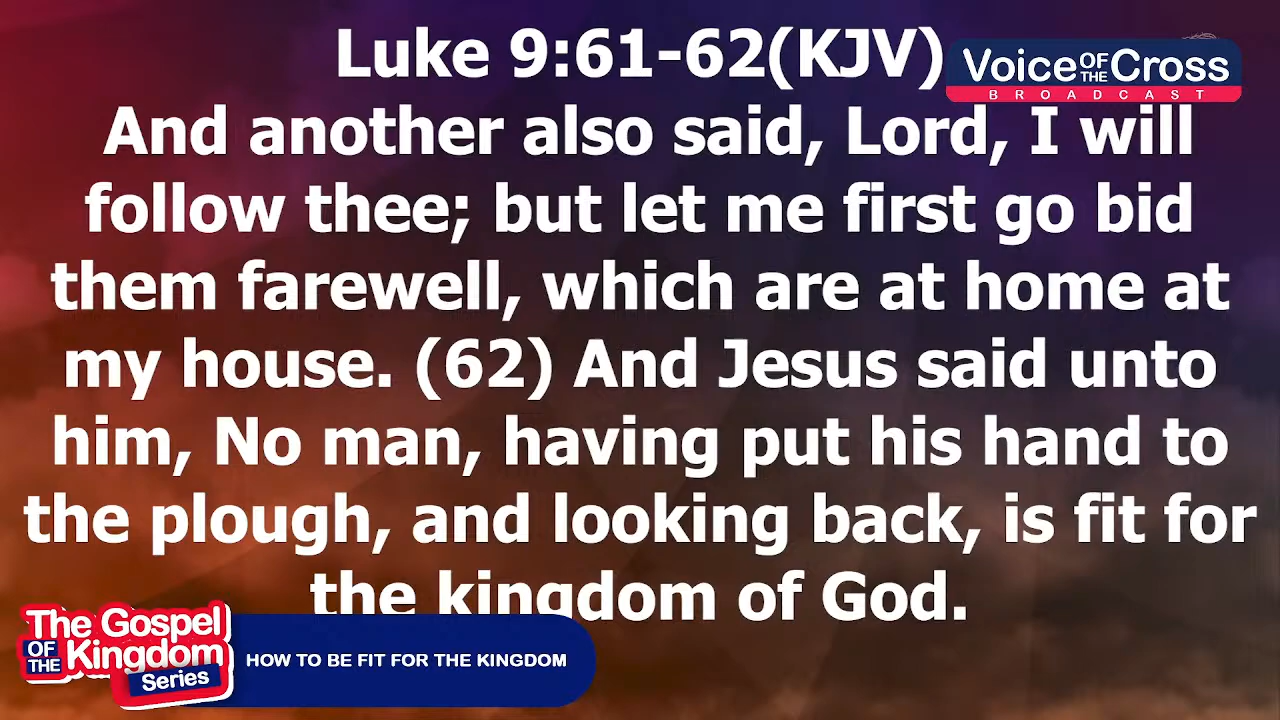 Luke 9:61-62(KJV)
Voice OF THE Cross
BROADCAST
And another also said, Lord, I will
follow thee; but let me first go bid
them farewell, which are at home at
my house. (62) And Jesus said unto
him, No man, having put his hand to
the plough, and looking back, is fit for
the kingdom of God.
The Gospel
OF THE Kingdom
Series
HOW TO BE FIT FOR THE KINGDOM